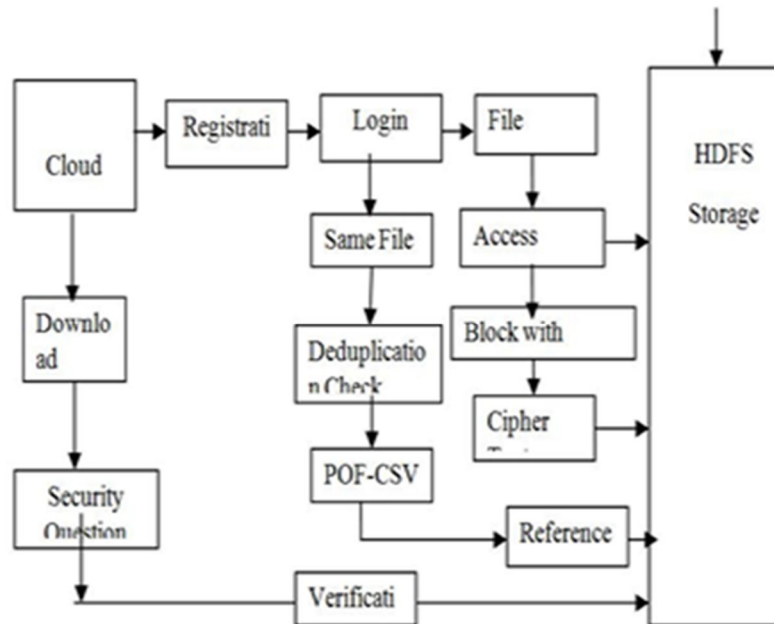 Cloud
Registrati
Login
File
HDFS
Storage
Same File
Access
Downlo
ad
Deduplicatio
n Check
Block with
Cipher
POF-CSV
Security
Question
Reference
Verificati